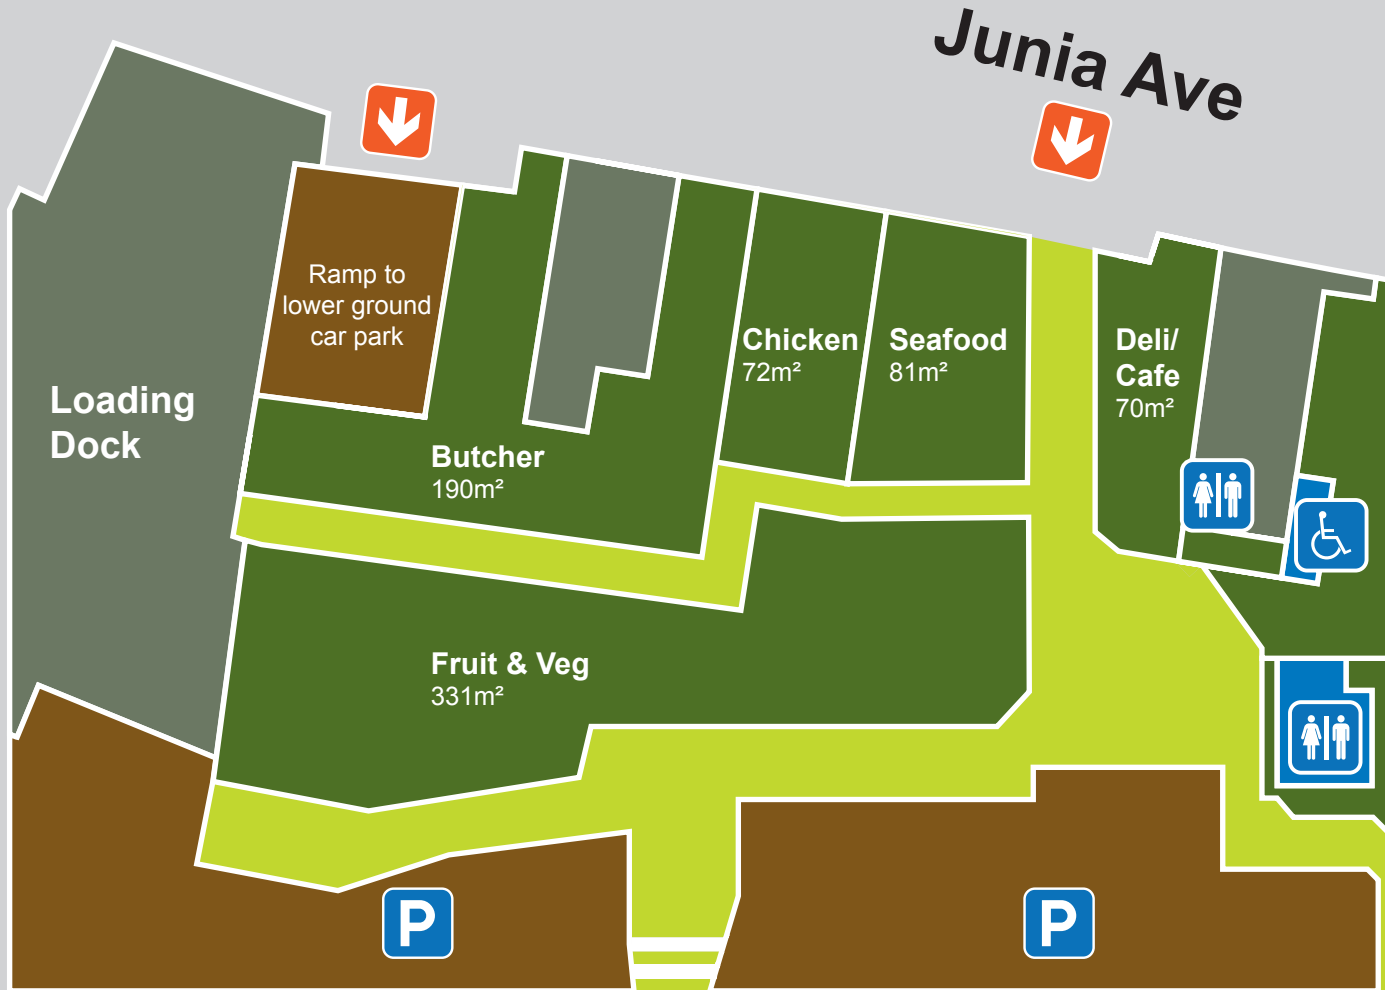 Junia Ave
Ramp to
lower ground
car park
Chicken
72m²
Seafood
81m²
Deli/
Cafe
70m²
Loading
Dock
Butcher
190m²
Fruit & Veg
331m²
P
P